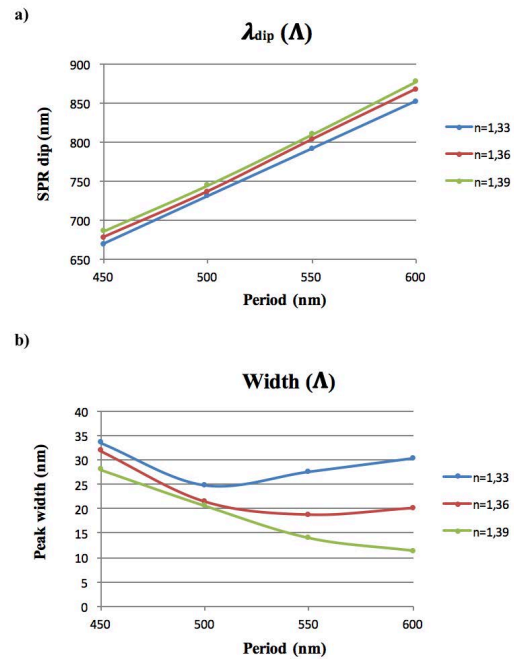 a)
λdip (Λ)
SPR dip (nm)
900
850
800
750
700
650
450
500
550
600
Period (nm)
n=1,33
n=1,36
n=1,39
b)
Width (Λ)
Peak width (nm)
40
35
30
25
20
15
10
5
0
450
500
550
600
Period (nm)
n=1,33
n=1,36
n=1,39